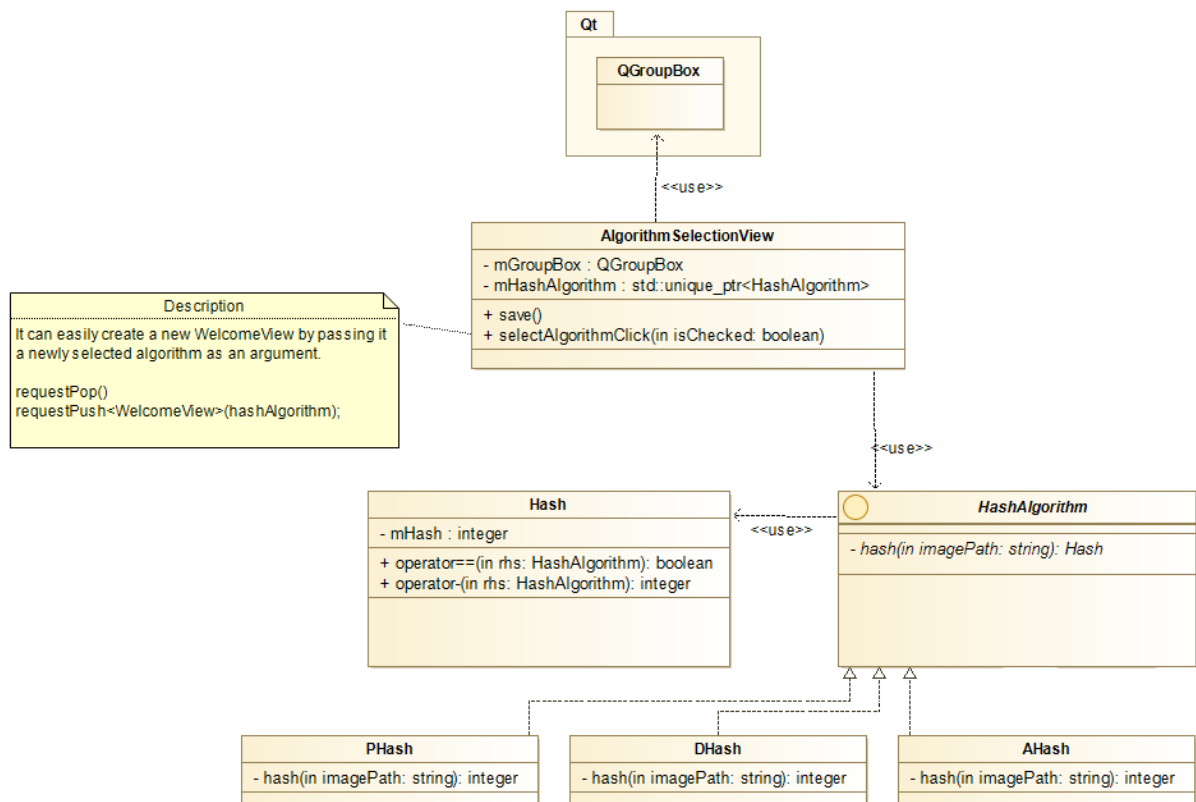 Qt
QGroupBox
<<use>>
AlgorithmSelectionView
- mGroupBox : QGroupBox
- mHashAlgorithm : std::unique_ptr<HashAlgorithm>
+ save()
+ selectAlgorithmClick(in isChecked: boolean)
Description
It can easily create a new WelcomeView by passing it
a newly selected algorithm as an argument.
requestPop()
requestPush<WelcomeView>(hashAlgorithm);
<<use>>
Hash
- mHash : integer
+ operator==(in rhs: HashAlgorithm): boolean
+ operator-(in rhs: HashAlgorithm): integer
<<use>>
HashAlgorithm
- hash(in imagePath: string): Hash
PHash
- hash(in imagePath: string): integer
DHash
- hash(in imagePath: string): integer
AHash
- hash(in imagePath: string): integer